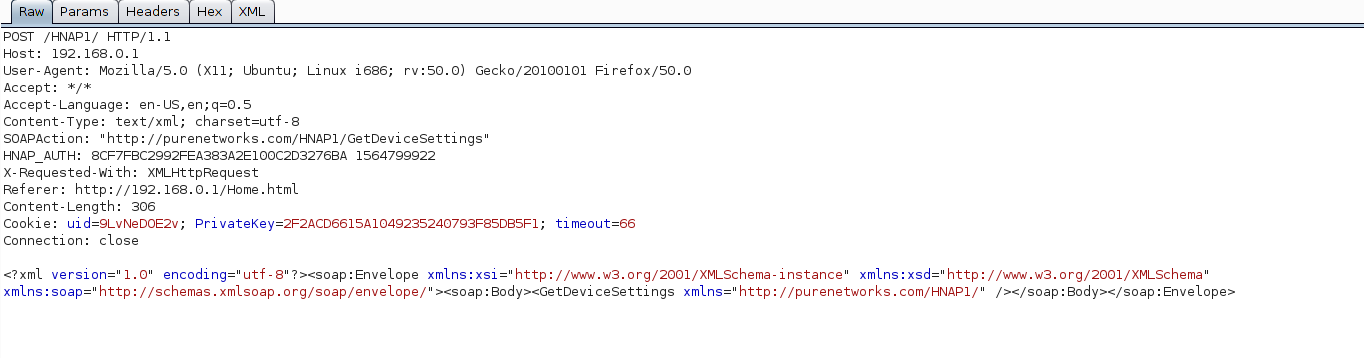 Raw Params Headers Hex XML
POST /HNAP1/ HTTP/1.1
Host: 192.168.0.1
User-Agent: Mozilla/5.0 (X11; Ubuntu; Linux i686; rv:50.0) Gecko/20100101 Firefox/50.0
Accept: */*
Accept-Language: en-US,en;q=0.5
Content-Type: text/xml; charset=utf-8
SOAPAction: "http://purenetworks.com/HNAP1/GetDeviceSettings"
HNAP_AUTH: 8CF7FBC2992FEA383A2E100C2D3276BA 1564799922
X-Requested-With: XMLHttpRequest
Referer: http://192.168.0.1/Home.html
Content-Length: 306
Cookie: uid=9LvNeDOE2v; PrivateKey=2F2ACD6615A1049235240793F85DB5F1; timeout=66
Connection: close
<?xml version="1.0" encoding="utf-8"?><soap:Envelope xmlns:xsi="http://www.w3.org/2001/XMLSchema-instance" xmlns:xsd="http://www.w3.org/2001/XMLSchema"
xmlns:soap="http://schemas.xmlsoap.org/soap/envelope/"><soap:Body><GetDeviceSettings xmlns="http://purenetworks.com/HNAP1/" /></soap:Body></soap:Envelope>